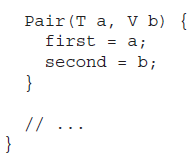 Pair(T a, V b) {
first = a;
second = b;
}
// ...
}